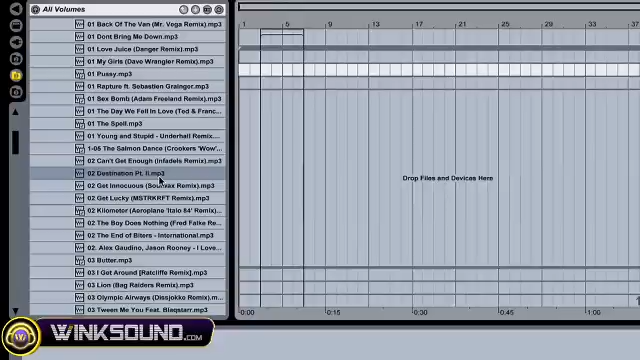 All Volumes
01 Back Of The Van (Mr. Vega Remix).mp3
01 Dont Bring Me Down.mp3
01 Love Juice (Danger Remix).mp3
01 My Girls (Dave Wrangler Remix).mp3
01 Pussy.mp3
01 Rapture ft. Sebastien Grainger.mp3
01 Sex Bomb (Adam Freeland Remix).mp3
01 The Day We Fell In Love (Ted & Franc...
01 The Spell.mp3
01 Young and Stupid - Underhall Remix....
1-05 The Salmon Dance (Crookers 'Wow'...
02 Can't Get Enough (Infadels Remix).mp3
02 Destination Pt. II.mp3
02 Get Innocuous (Soulwax Remix).mp3
02 Get Lucky (MSTRKRFT Remix).mp3
02 Kilometer (Aeroplane 'Italo 84' Remix)...
02 The Boy Does Nothing (Fred Falke Re...
02 The End of Biters - International.mp3
02. Alex Gaudino, Jason Rooney - I Love...
03 Butter.mp3
03 I Got Around [Ratcliffe Remix].mp3
03 Lion (Bag Raiders Remix).mp3
03 Olympic Airways (Dissjokko Remix).m...
03 Tween Me You Feat. Blaqstarr.mp3
1 5 9 13 17 21 25 29 33
Drop Files and Devices Here
0:00 0:30 1:00
WINKSOUND.COM